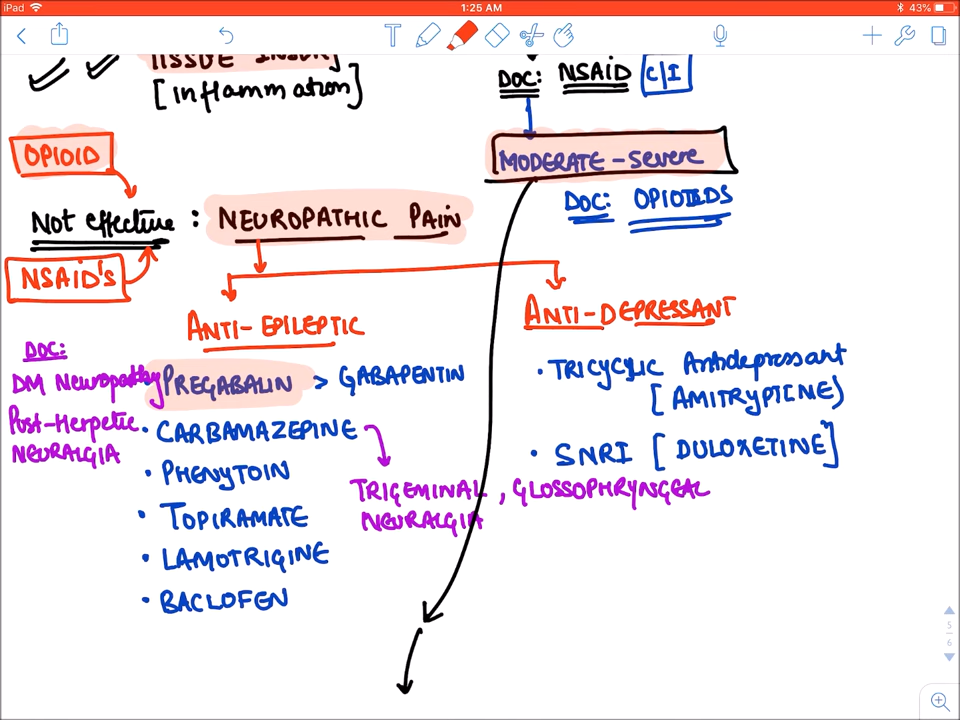 iPad
1:25 AM
43%
TISSUE INJURY
[inflammation]
DOC: NSAID C/I
OPIOID
MODERATE - Severe
DOC: OPIOIDS
Not effective : NEUROPATHIC PAIN
NSAID'S
ANTI-EPILEPTIC
ANTI-DEPRESSANT
DOC:
DM Neuropathy
Post-Herpetic
NEURALGIA
• PREGABALIN > GABAPENTIN
• CARBAMAZEPINE
• PHENYTOIN
TRIGEMINAL, GLOSSOPHRYNGEAL
NEURALGIA
• TOPIRAMATE
• LAMOTRIGINE
• BACLOFEN
• TRICYCLIC Antidepressant
[AMITRYPTINE)
• SNRI [DULOXETINE]
5
6